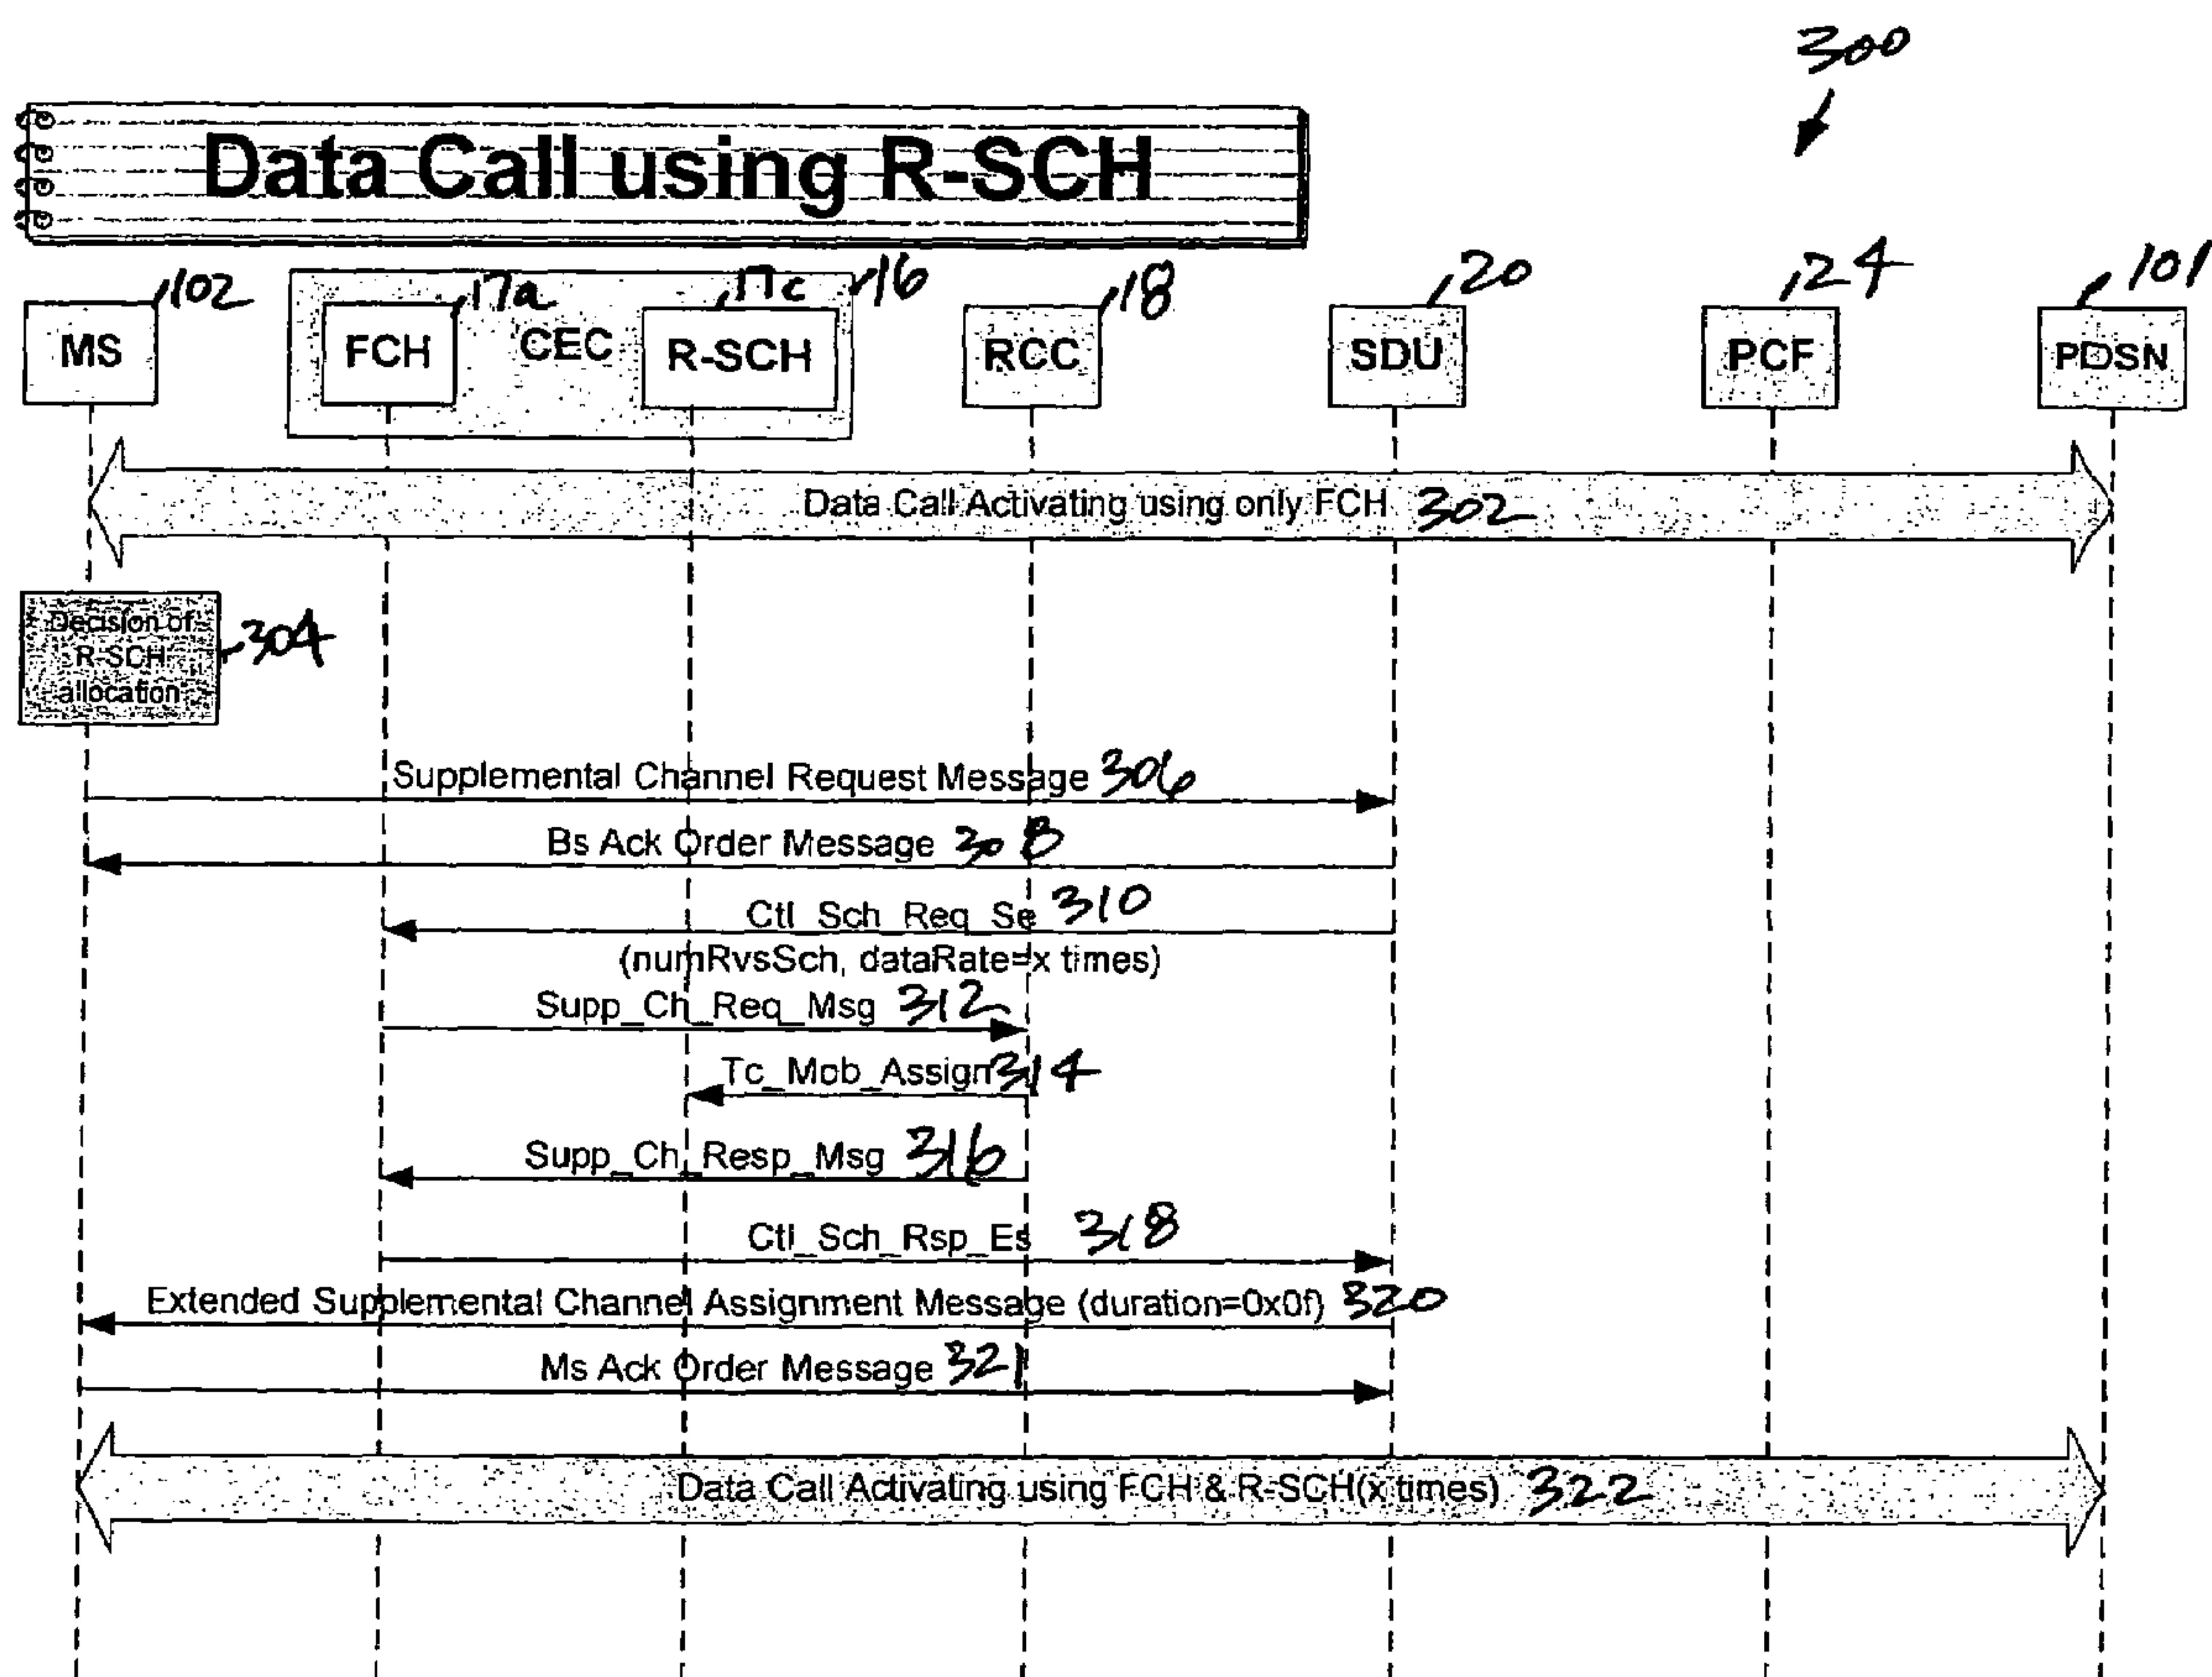 300
Data Call using R-SCH
102 17a 17c 16 18 20 24 101
MS FCH CEC R-SCH RCC SDU PCF PDSN
Data Call Activating using only FCH 302
Decision of
R-SCH 304
allocation
Supplemental Channel Request Message 306
Bs Ack Order Message 308
Ctl_Sch_Req_Se 310
(numRvsSch, dataRate=x times)
Supp_Ch_Req_Msg 312
Tc_Mob_Assign 314
Supp_Ch_Resp_Msg 316
Ctl_Sch_Rsp_Es 318
Extended Supplemental Channel Assignment Message (duration=0x0f) 320
Ms Ack Order Message 321
Data Call Activating using FCH & R-SCH(x times) 322